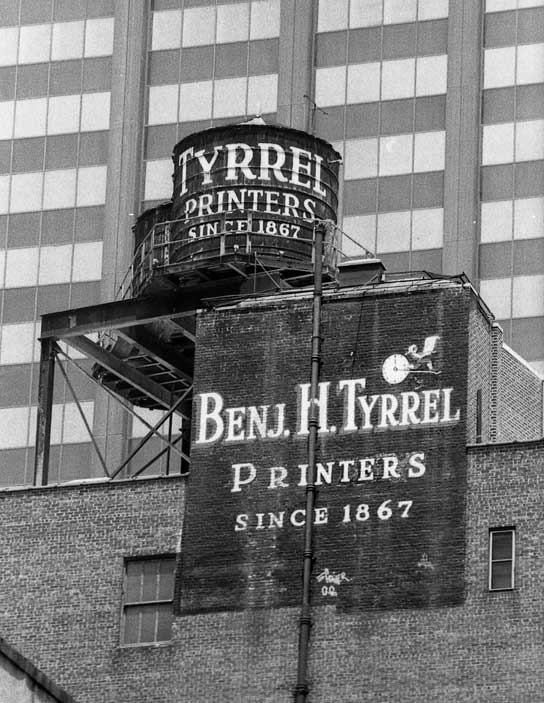 TYRREL
PRINTERS
SINCE 1867
BENJ. H. TYRREL
PRINTERS
SINCE 1867